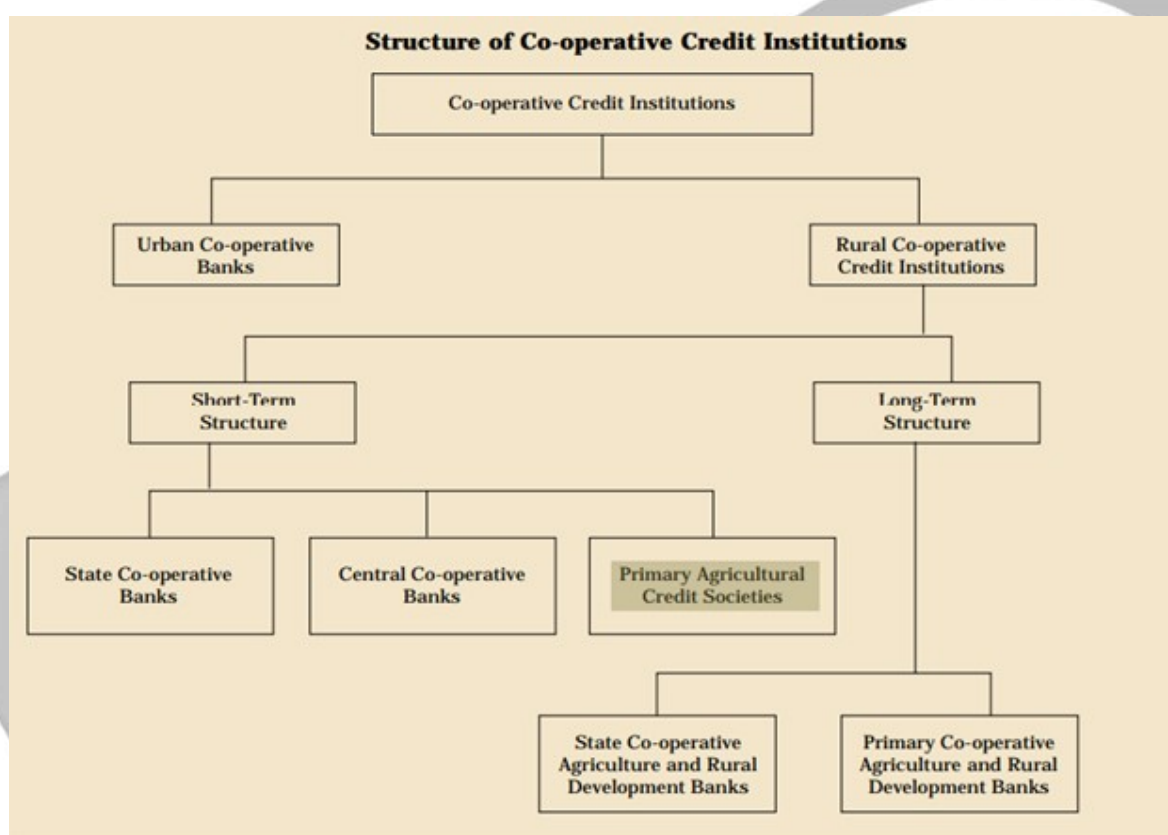 Structure of Co-operative Credit Institutions
Co-operative Credit Institutions
Urban Co-operative
Banks
Rural Co-operative
Credit Institutions
Short-Term
Structure
Long-Term
Structure
State Co-operative
Banks
Central Co-operative
Banks
Primary Agricultural
Credit Societies
State Co-operative
Agriculture and Rural
Development Banks
Primary Co-operative
Agriculture and Rural
Development Banks